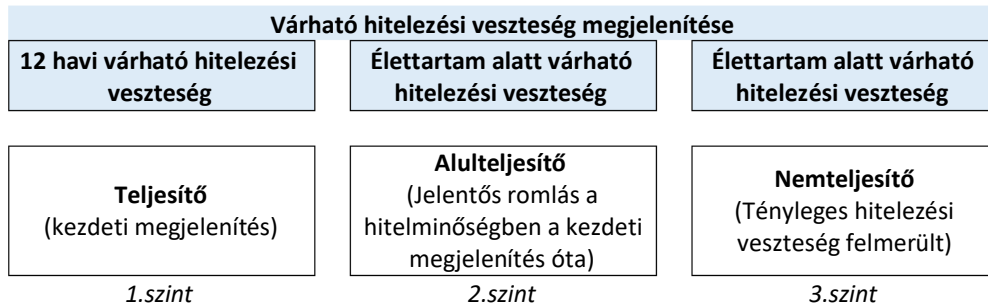 Várható hitelezési veszteség megjelenítése
12 havi várható hitelezési
veszteség
Élettartam alatt várható
hitelezési veszteség
Élettartam alatt várható
hitelezési veszteség
Teljesítő
(kezdeti megjelenítés)
Alulteljesítő
(Jelentős romlás a
hitelminőségben a kezdeti
megjelenítés óta)
Nemteljesítő
(Tényleges hitelezési
veszteség felmerült)
1.szint
2.szint
3.szint